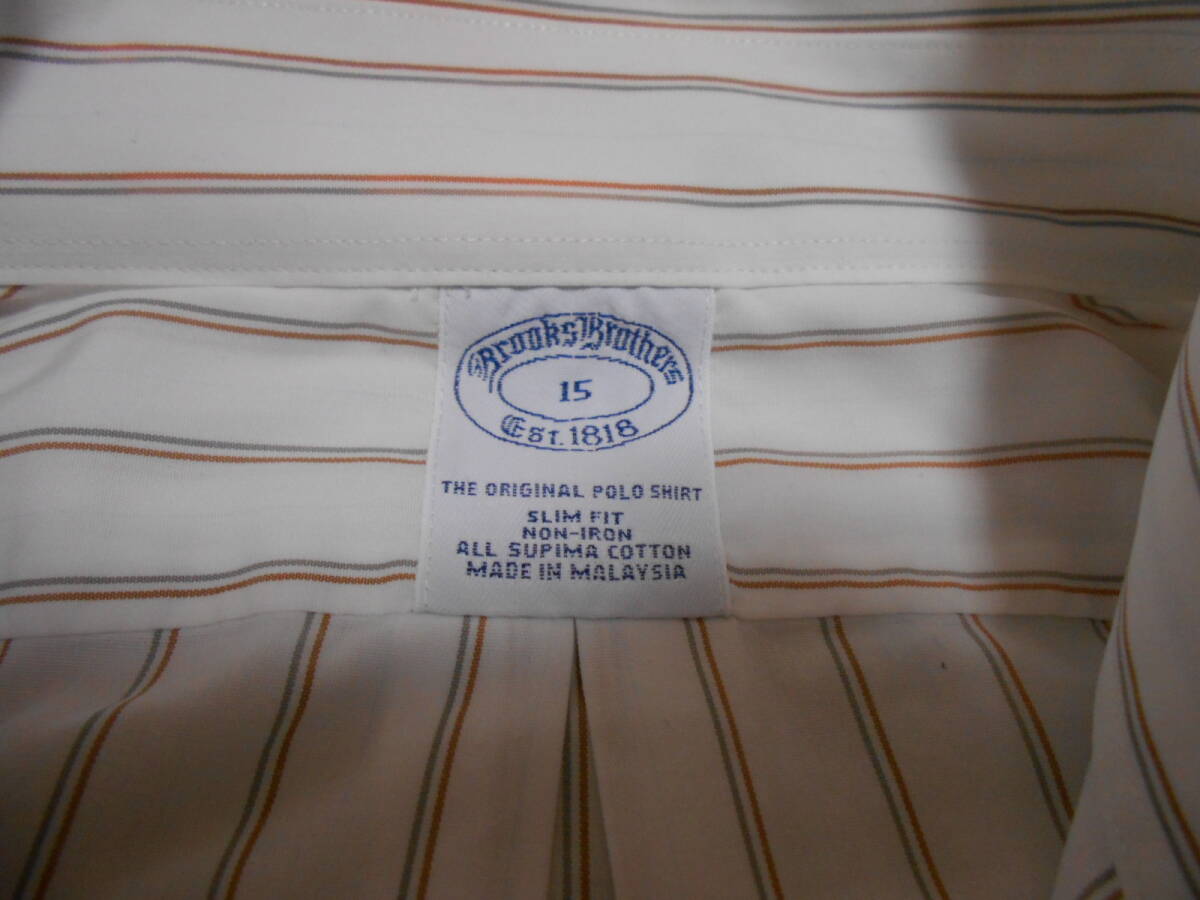 Brooks Brothers
15
Est. 1818
THE ORIGINAL POLO SHIRT
SLIM FIT
NON-IRON
ALL SUPIMA COTTON
MADE IN MALAYSIA